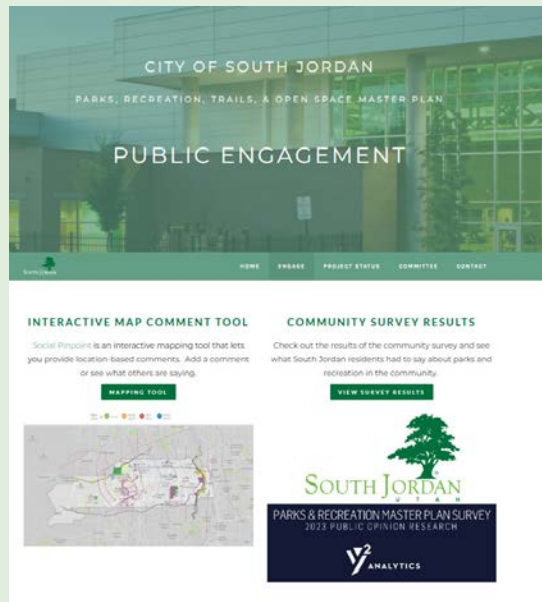 CITY OF SOUTH JORDAN
PARKS, RECREATION, TRAILS, & OPEN SPACE MASTER PLAN
PUBLIC ENGAGEMENT
SOUTH JORDAN
HOME ENGAGE PROJECT STATUS COMMITTEE CONTACT
INTERACTIVE MAP COMMENT TOOL
Social Pinpoint is an interactive mapping tool that lets
you provide location-based comments. Add a comment
or see what others are saying.
MAPPING TOOL
COMMUNITY SURVEY RESULTS
Check out the results of the community survey and see
what South Jordan residents had to say about parks and
recreation in the community.
VIEW SURVEY RESULTS
SOUTH JORDAN
UTAH
PARKS & RECREATION MASTER PLAN SURVEY
2023 PUBLIC OPINION RESEARCH
Y2 ANALYTICS